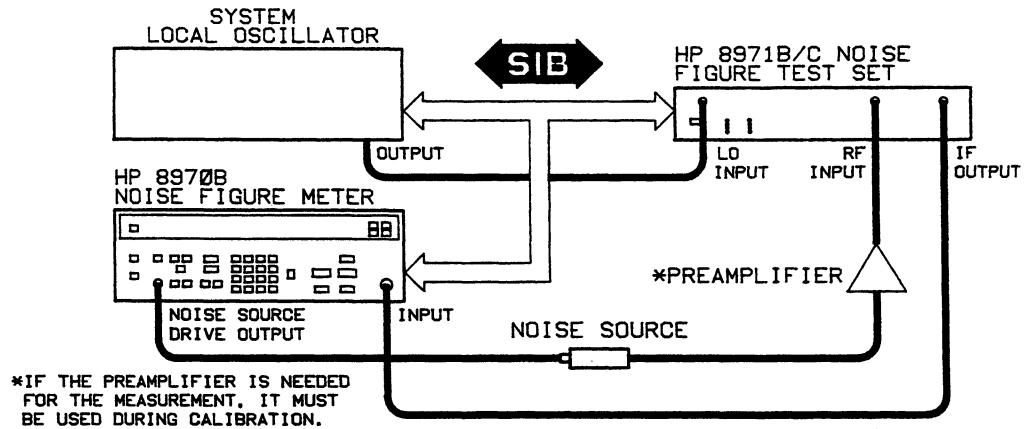 SYSTEM
LOCAL OSCILLATOR
SIB
HP 8971B/C NOISE
FIGURE TEST SET
OUTPUT
LO
INPUT
RF
INPUT
IF
OUTPUT
HP 8970B
NOISE FIGURE METER
*PREAMPLIFIER
NOISE SOURCE
DRIVE OUTPUT
INPUT
NOISE SOURCE
*IF THE PREAMPLIFIER IS NEEDED
FOR THE MEASUREMENT, IT MUST
BE USED DURING CALIBRATION.